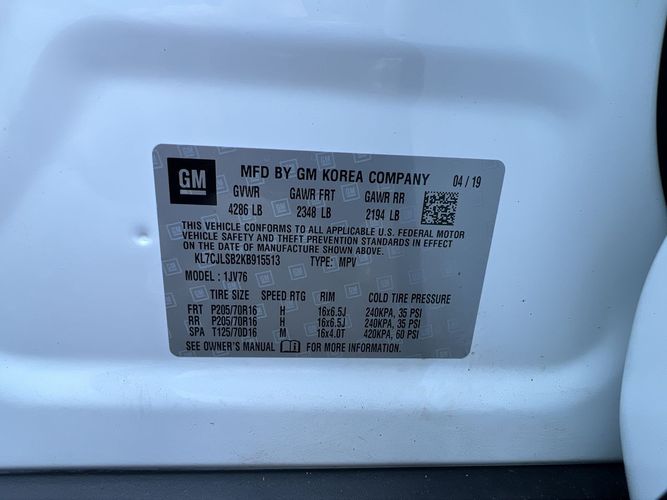 GM MFD BY GM KOREA COMPANY 04 / 19
GVWR GAWR FRT GAWR RR
4286 LB 2348 LB 2194 LB
THIS VEHICLE CONFORMS TO ALL APPLICABLE U.S. FEDERAL MOTOR
VEHICLE SAFETY AND THEFT PREVENTION STANDARDS IN EFFECT
ON THE DATE OF MANUFACTURE SHOWN ABOVE.
KL7CJLSB2KB915513 TYPE: MPV
MODEL : 1JV76
TIRE SIZE SPEED RTG RIM COLD TIRE PRESSURE
FRT P205/70R16 H 16x6.5J 240KPA, 35 PSI
RR P205/70R16 H 16x6.5J 240KPA, 35 PSI
SPA T125/70D16 M 16x4.0T 420KPA, 60 PSI
SEE OWNER'S MANUAL FOR MORE INFORMATION.